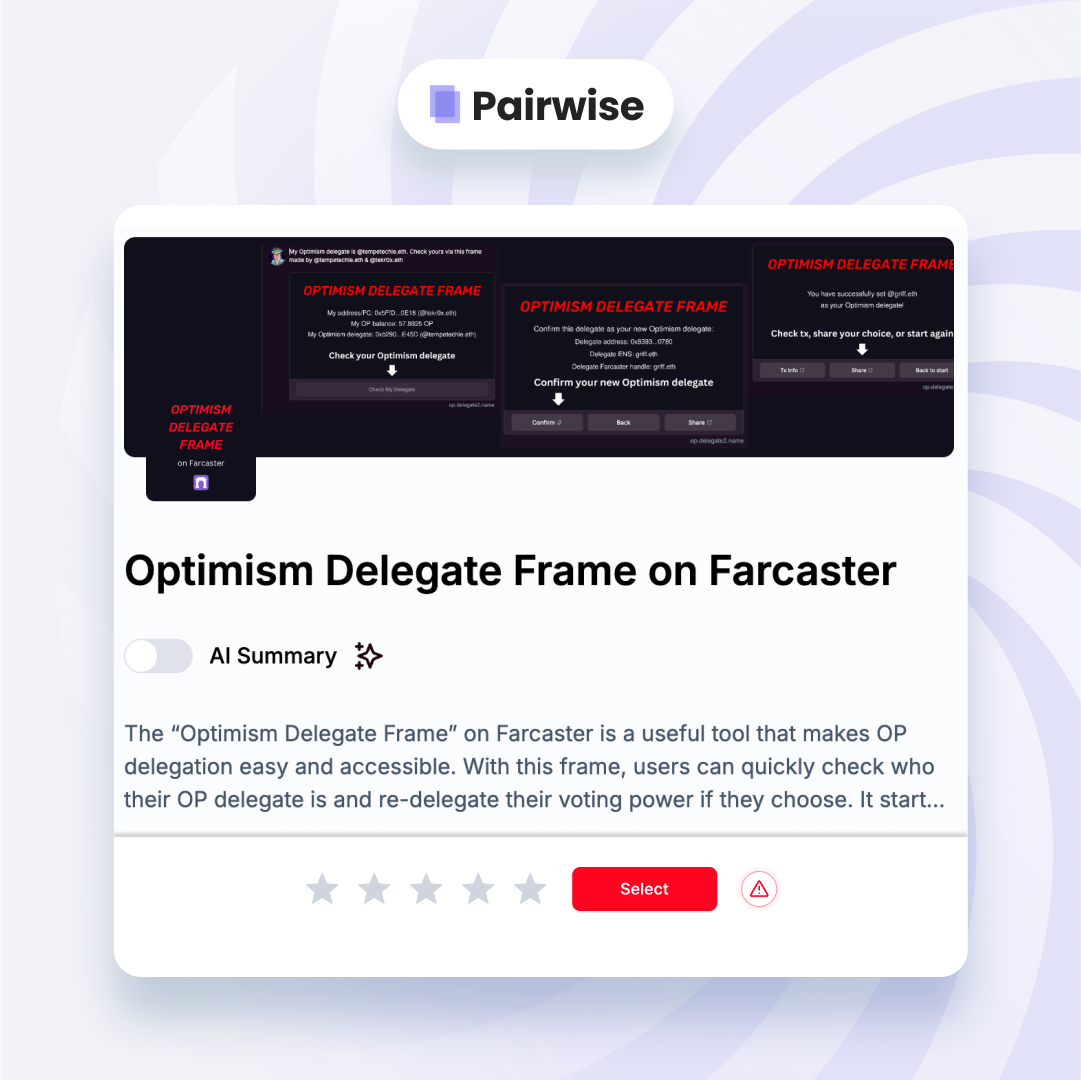 Pairwise
My Optimism delegate is @tempetechie.eth. Check yours via this frame
made by @tempetechie.eth & @tekr0x.eth
OPTIMISM DELEGATE FRAME
My address/FC: 0x5F1D...0E18 (@tekr0x.eth)
My OP balance: 57.8925 OP
My Optimism delegate: 0xb29D...E45D (@tempetechie.eth)
Check your Optimism delegate
Check My Delegate
op.delegate2.name
OPTIMISM DELEGATE FRAME
Confirm this delegate as your new Optimism delegate:
Delegate address: 0x8393...0780
Delegate ENS: griff.eth
Delegate Farcaster handle: griff.eth
Confirm your new Optimism delegate
Confirm
Back
Share
op.delegate2.name
OPTIMISM DELEGATE FRAME
You have successfully set @griff.eth
as your Optimism delegate!
Check tx, share your choice, or start again
Tx Info
Share
Back to start
op.delegate
OPTIMISM
DELEGATE
FRAME
on Farcaster
Optimism Delegate Frame on Farcaster
AI Summary
The “Optimism Delegate Frame” on Farcaster is a useful tool that makes OP
delegation easy and accessible. With this frame, users can quickly check who
their OP delegate is and re-delegate their voting power if they choose. It start...
Select